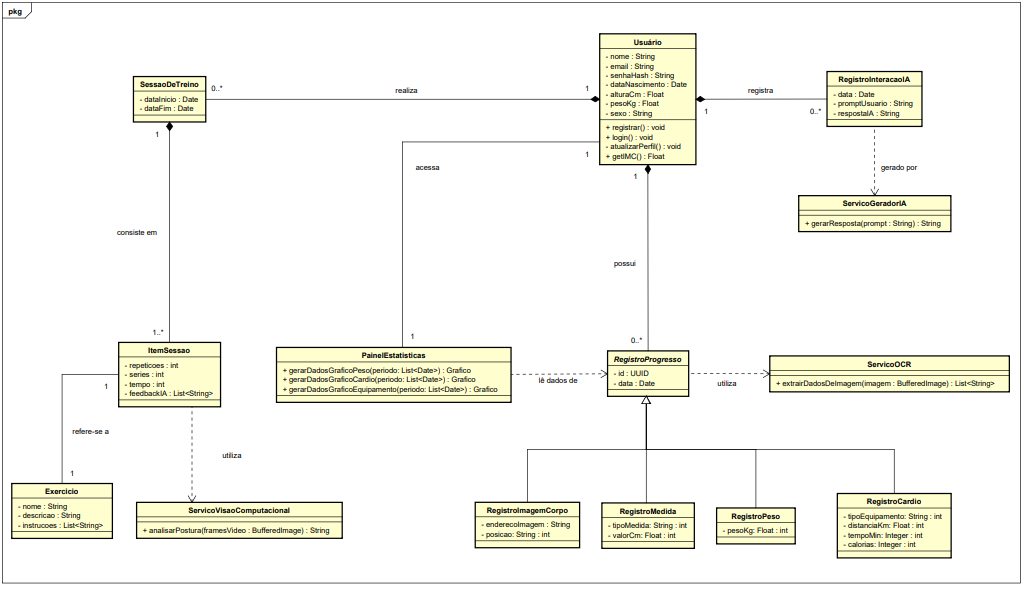 pkg
Usuário
- nome : String
- email : String
- senhaHash : String
- dataNascimento : Date
- alturaCm : Float
- pesoKg : Float
- sexo : String
+ registrar() : void
+ login() : void
- atualizarPerfil() : void
+ getIMC() : Float
SessaoDeTreino
- dataInicio : Date
- dataFim : Date
0..*
realiza
1
registra
1
0..*
RegistroInteracaoIA
- data : Date
- promptUsuario : String
- respostaIA : String
gerado por
ServicoGeradorIA
+ gerarResposta(prompt : String) : String
1
consiste em
1..*
1
acessa
1
1
possui
0..*
ItemSessao
- repeticoes : int
- series : int
- tempo : int
- feedbackIA : List<String>
PainelEstatisticas
+ gerarDadosGraficoPeso(periodo: List<Date>) : Grafico
+ gerarDadosGraficoCardio(periodo: List<Date>) : Grafico
+ gerarDadosGraficoEquipamento(periodo: List<Date>) : Grafico
lê dados de
RegistroProgresso
- id : UUID
- data : Date
utiliza
ServicoOCR
+ extrairDadosDeImagem(imagem : BufferedImage) : List<String>
1
refere-se a
1
utiliza
Exercicio
- nome : String
- descricao : String
- instrucoes : List<String>
ServicoVisaoComputacional
+ analisarPostura(framesVideo : BufferedImage) : String
RegistroImagemCorpo
- enderecoImagem : String
- posicao: String : int
RegistroMedida
- tipoMedida: String : int
- valorCm: Float : int
RegistroPeso
- pesoKg: Float : int
RegistroCardio
- tipoEquipamento: String : int
- distanciaKm: Float : int
- tempoMin: Integer : int
- calorias: Integer : int